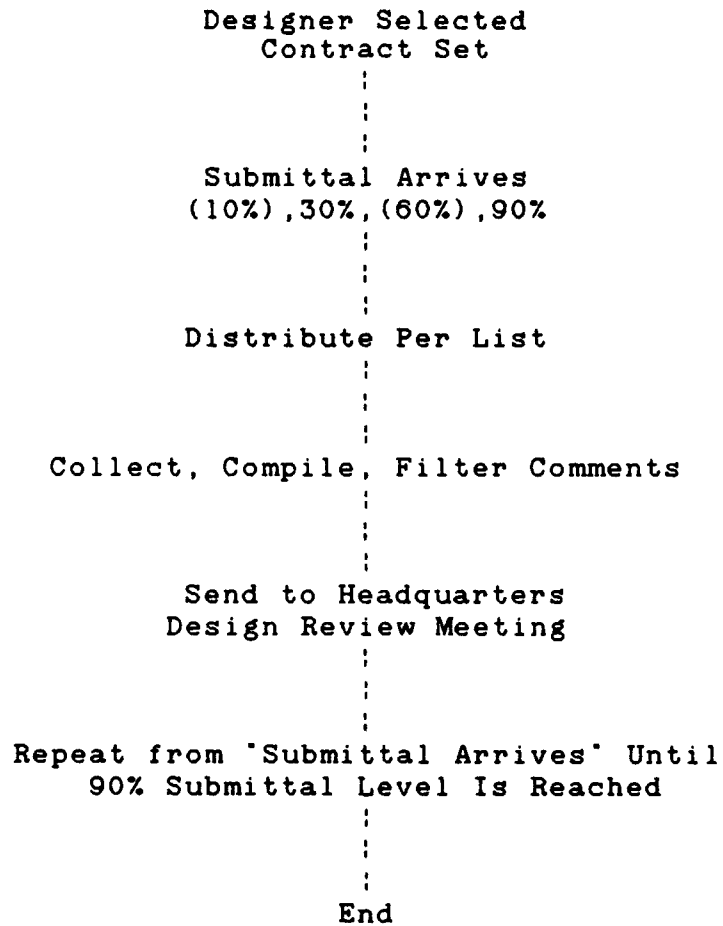 Designer Selected
Contract Set
Submittal Arrives
(10%),30%,(60%),90%
Distribute Per List
Collect, Compile, Filter Comments
Send to Headquarters
Design Review Meeting
Repeat from "Submittal Arrives" Until
90% Submittal Level Is Reached
End